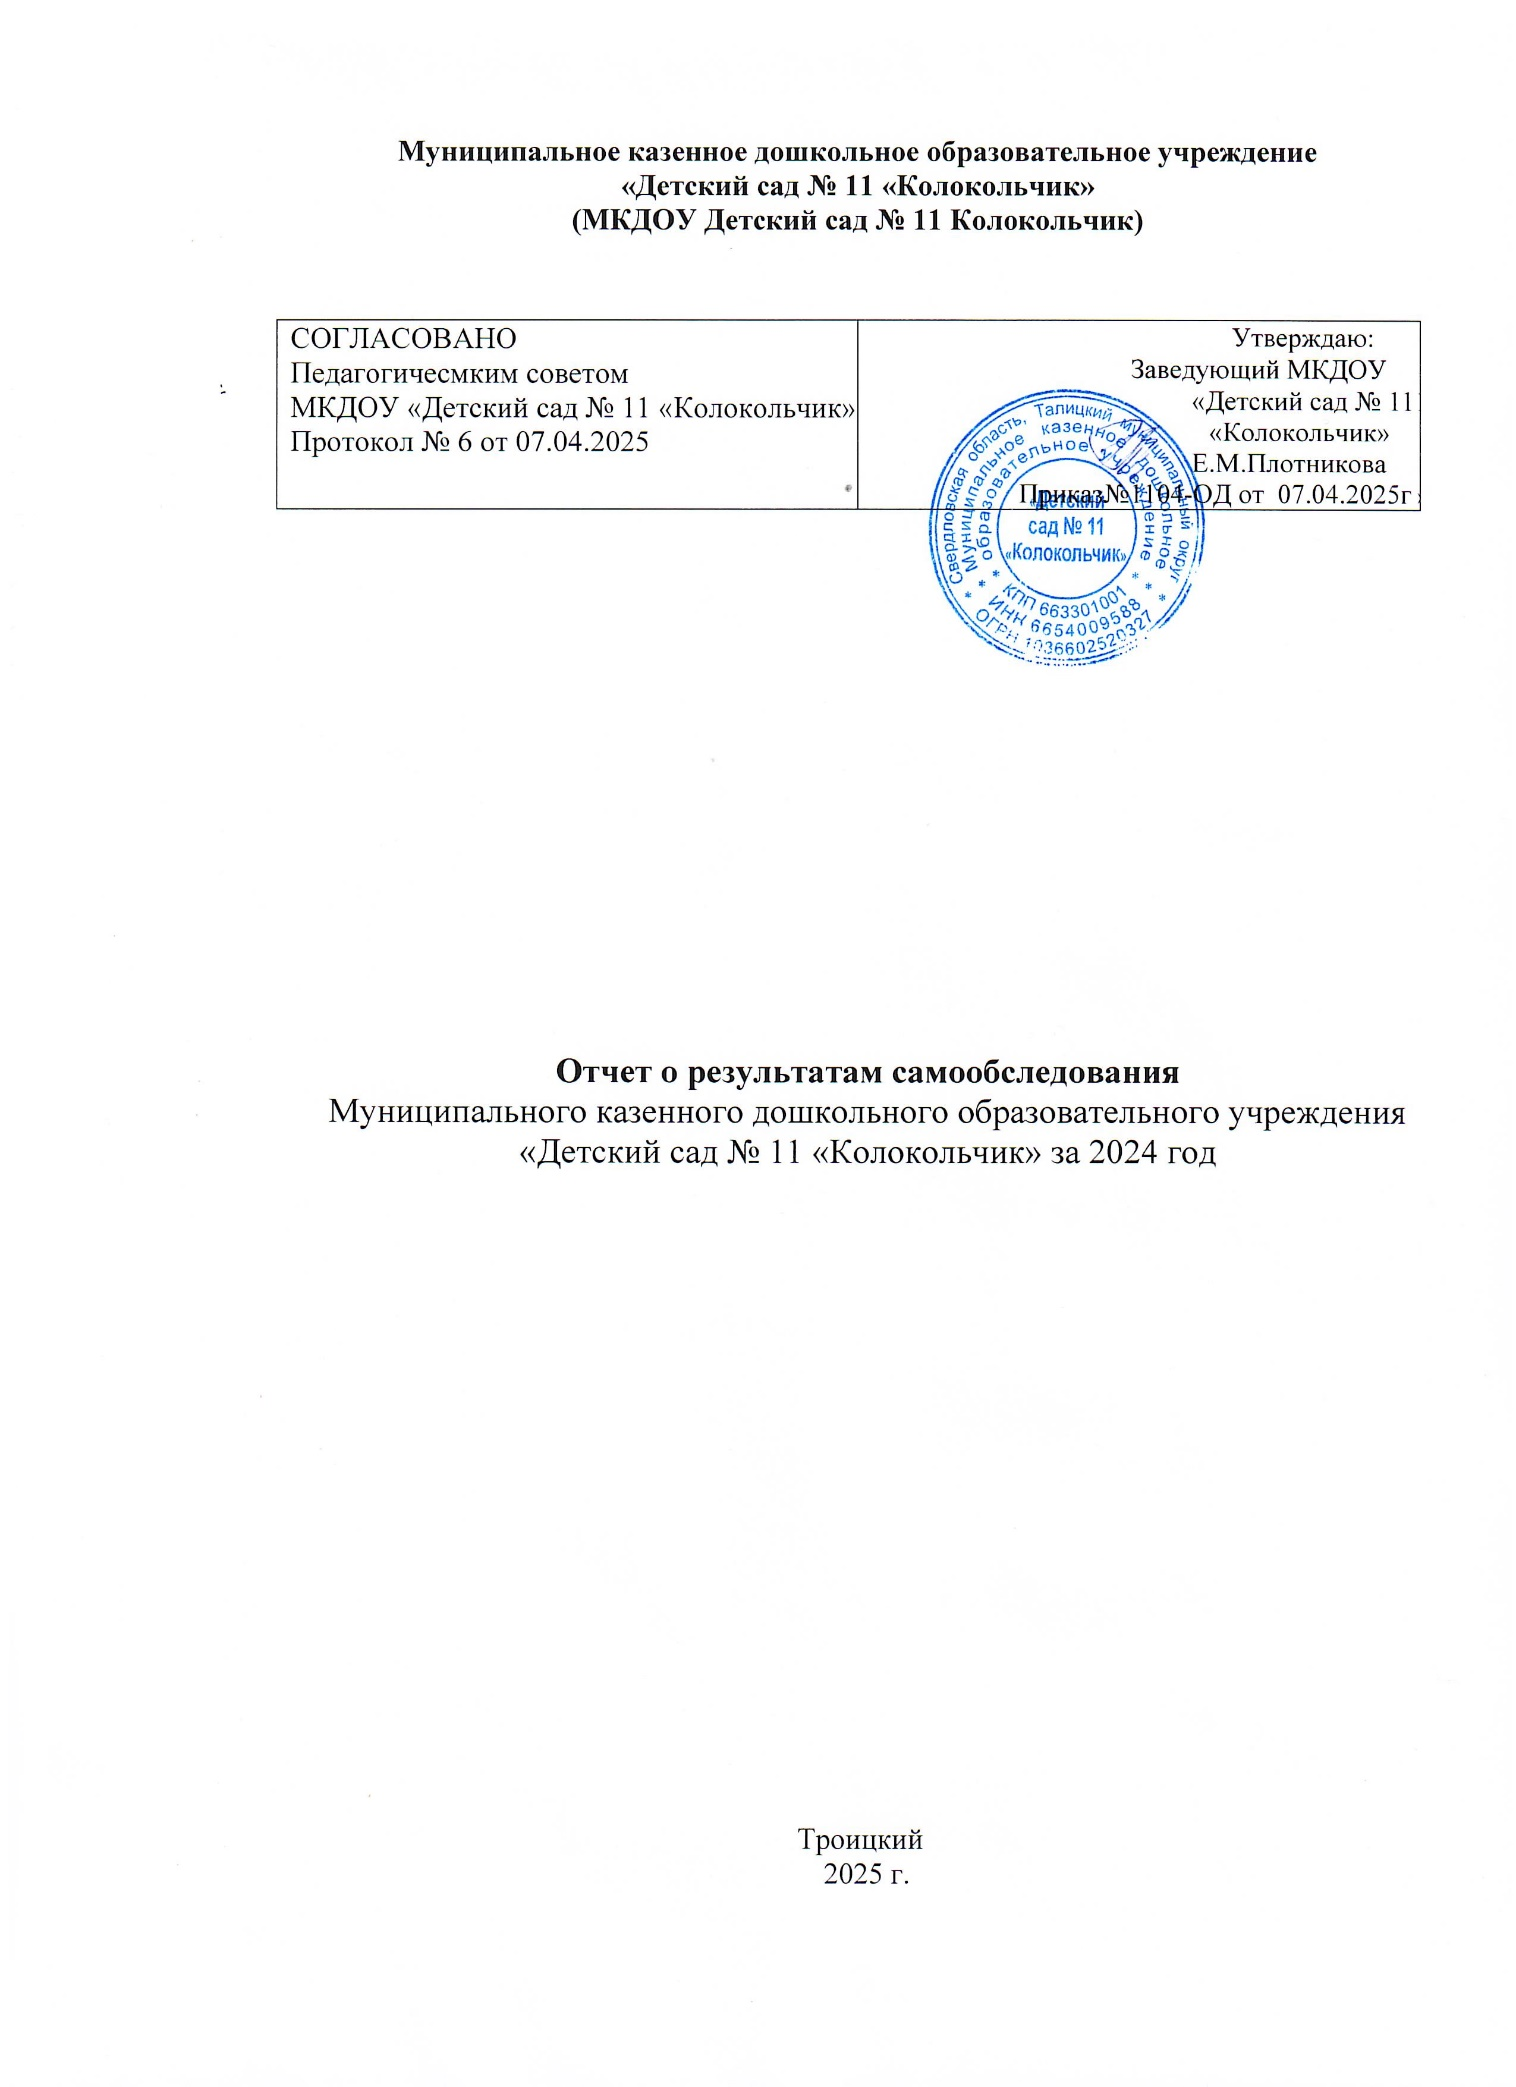 Муниципальное казенное дошкольное образовательное учреждение
«Детский сад № 11 «Колокольчик»
(МКДОУ Детский сад № 11 Колокольчик)
СОГЛАСОВАНО
Педагогичесмким советом
МКДОУ «Детский сад № 11 «Колокольчик»
Протокол № 6 от 07.04.2025
Утверждаю:
Заведующий МКДОУ
«Детский сад № 11
«Колокольчик»
Е.М.Плотникова
Приказ№1104-ОД от 07.04.2025г
* Свердловская область, Талицкий муниципальный округ *
* Муниципальное казенное дошкольное *
* образовательное учреждение *
«Детский
сад № 11
«Колокольчик»
КПП 663301001
ИНН 6654009588
ОГРН 1036602520327
Отчет о результатам самообследования
Муниципального казенного дошкольного образовательного учреждения
«Детский сад № 11 «Колокольчик» за 2024 год
Троицкий
2025 г.